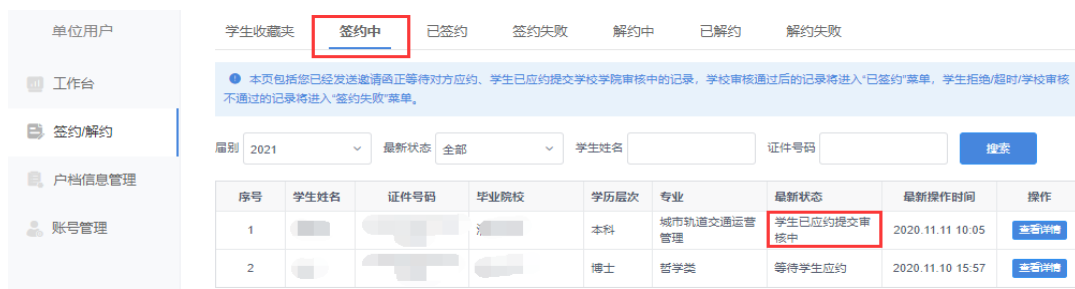 单位用户
工作台
签约/解约
户档信息管理
账号管理
学生收藏夹 签约中 已签约 签约失败 解约中 已解约 解约失败
本页包括您已经发送邀请函正等待对方应约、学生已应约提交学校学院审核中的记录，学校审核通过后的记录将进入“已签约”菜单，学生拒绝/超时/学校审核
不通过的记录将进入“签约失败”菜单。
届别 2021 最新状态 全部 学生姓名 证件号码 搜索
序号 学生姓名 证件号码 毕业院校 学历层次 专业 最新状态 最新操作时间 操作
1 本科 城市轨道交通运营 学生已应约提交审 2020.11.11 10:05 查看详情
管理 核中
2 博士 哲学类 等待学生应约 2020.11.10 15:57 查看详情